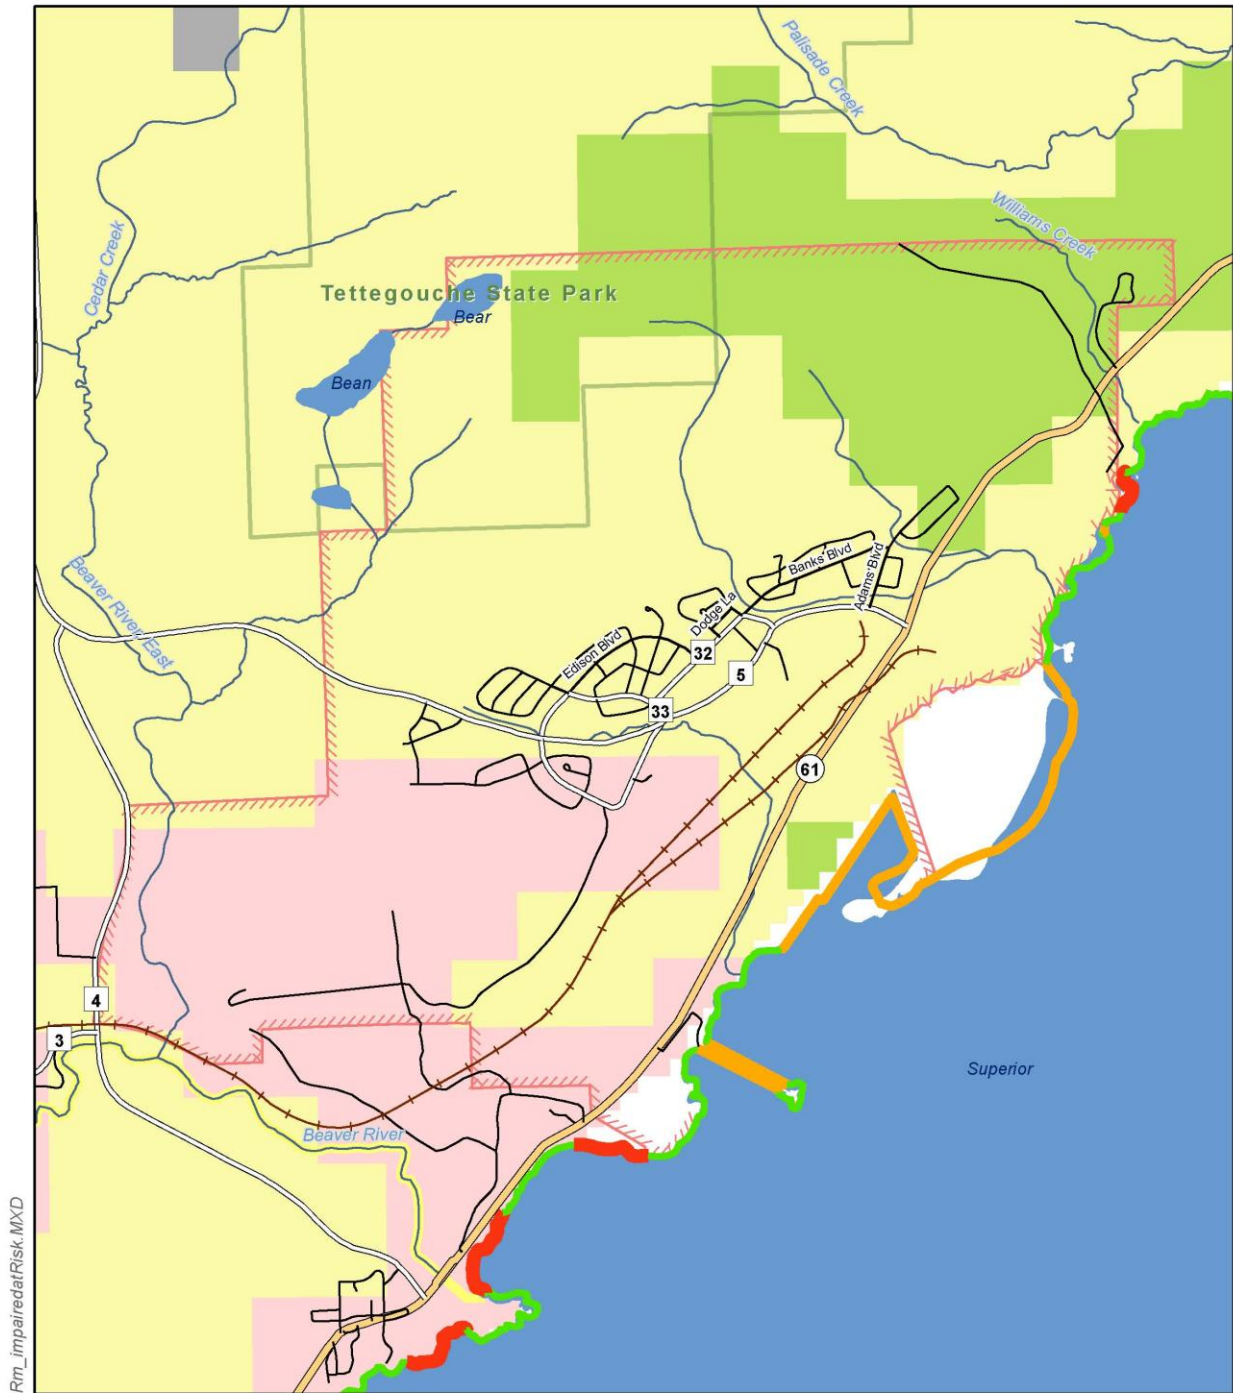 Palisade Creek
Williams Creek
Cedar Creek
Tettegouche State Park
Bear
Bean
Beaver River, East
Banks Blvd
Adams Blvd
Dodge La
Edison Blvd
32
5
33
61
4
3
Superior
Beaver River
Rm_impairedatRisk.MXD